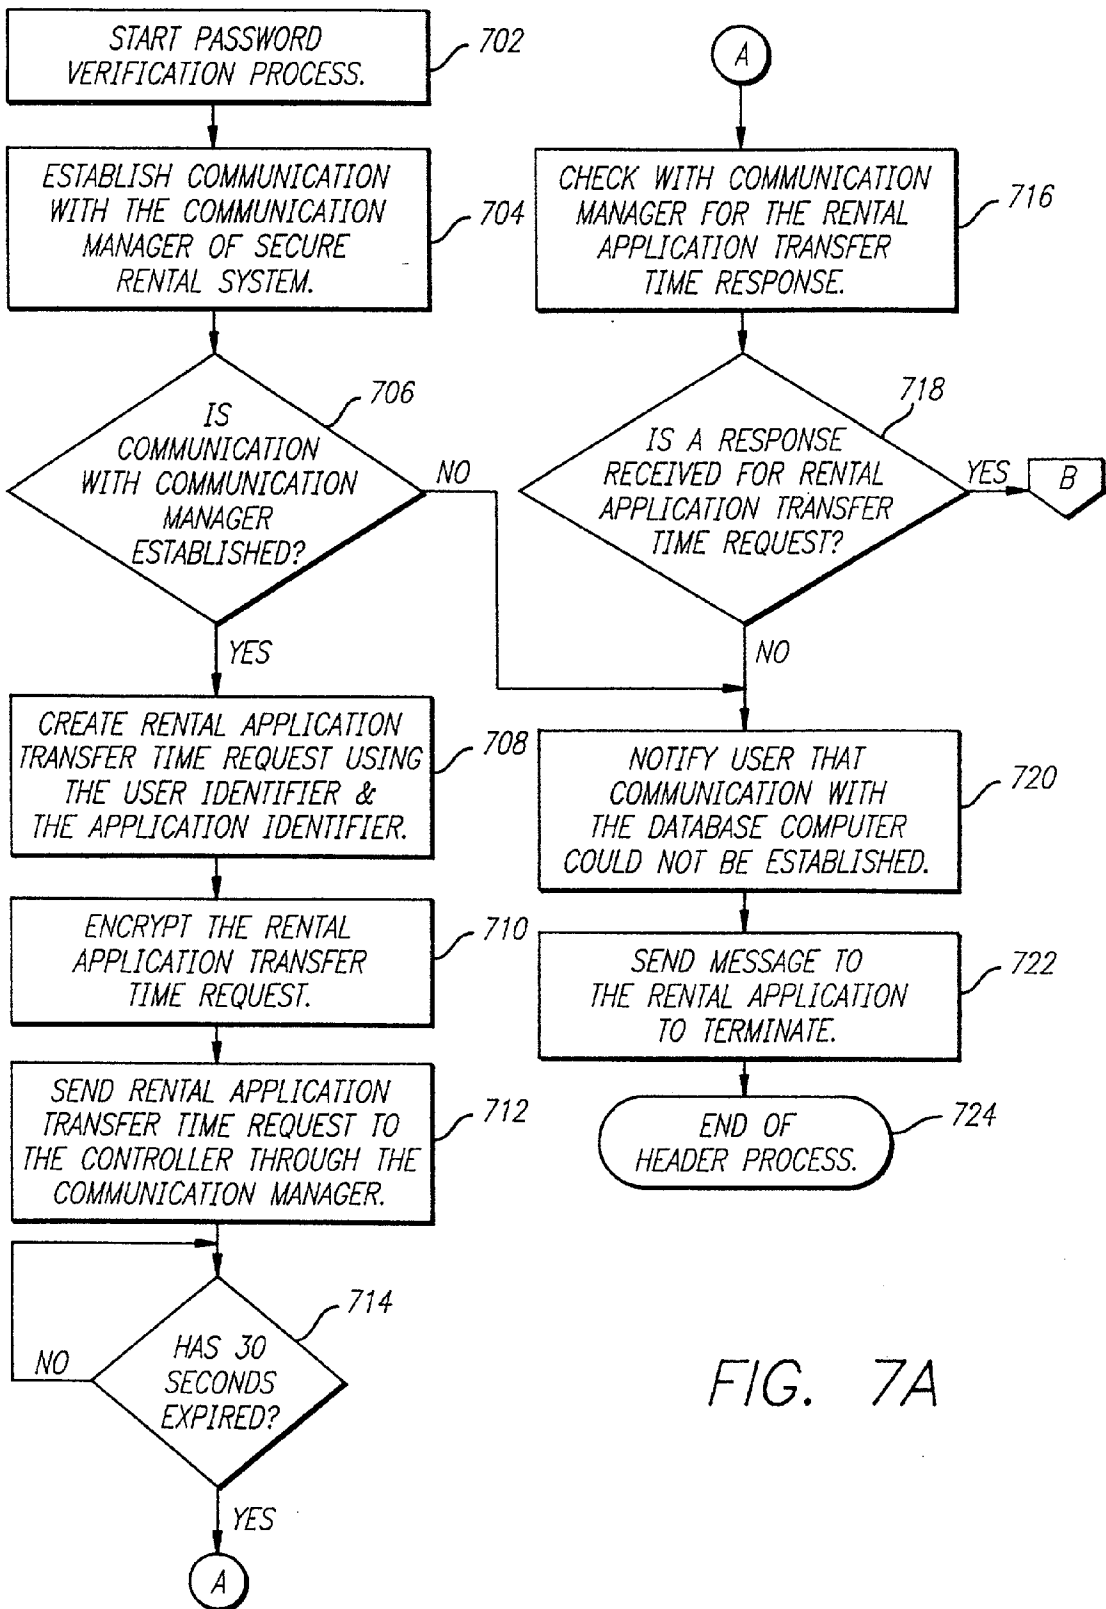 START PASSWORD
VERIFICATION PROCESS.
702
ESTABLISH COMMUNICATION
WITH THE COMMUNICATION
MANAGER OF SECURE
RENTAL SYSTEM.
704
IS
COMMUNICATION
WITH COMMUNICATION
MANAGER
ESTABLISHED?
706
NO
YES
CREATE RENTAL APPLICATION
TRANSFER TIME REQUEST USING
THE USER IDENTIFIER &
THE APPLICATION IDENTIFIER.
708
ENCRYPT THE RENTAL
APPLICATION TRANSFER
TIME REQUEST.
710
SEND RENTAL APPLICATION
TRANSFER TIME REQUEST TO
THE CONTROLLER THROUGH THE
COMMUNICATION MANAGER.
712
HAS 30
SECONDS
EXPIRED?
714
NO
YES
A
A
CHECK WITH COMMUNICATION
MANAGER FOR THE RENTAL
APPLICATION TRANSFER
TIME RESPONSE.
716
IS A RESPONSE
RECEIVED FOR RENTAL
APPLICATION TRANSFER
TIME REQUEST?
718
YES
B
NO
NOTIFY USER THAT
COMMUNICATION WITH
THE DATABASE COMPUTER
COULD NOT BE ESTABLISHED.
720
SEND MESSAGE TO
THE RENTAL APPLICATION
TO TERMINATE.
722
END OF
HEADER PROCESS.
724
FIG. 7A